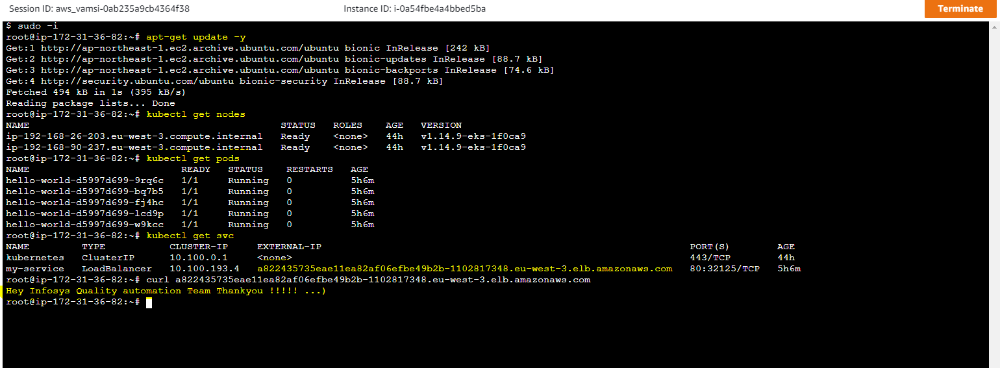 Session ID: aws_vamsi-0ab235a9cb4364f38 Instance ID: i-0a54fbe4a4bbed5ba Terminate
$ sudo -i
root@ip-172-31-36-82:~# apt-get update -y
Get:1 http://ap-northeast-1.ec2.archive.ubuntu.com/ubuntu bionic InRelease [242 kB]
Get:2 http://ap-northeast-1.ec2.archive.ubuntu.com/ubuntu bionic-updates InRelease [88.7 kB]
Get:3 http://ap-northeast-1.ec2.archive.ubuntu.com/ubuntu bionic-backports InRelease [74.6 kB]
Get:4 http://security.ubuntu.com/ubuntu bionic-security InRelease [88.7 kB]
Fetched 494 kB in 1s (395 kB/s)
Reading package lists... Done
root@ip-172-31-36-82:~# kubectl get nodes
NAME STATUS ROLES AGE VERSION
ip-192-168-26-203.eu-west-3.compute.internal Ready <none> 44h v1.14.9-eks-1f0ca9
ip-192-168-90-237.eu-west-3.compute.internal Ready <none> 44h v1.14.9-eks-1f0ca9
root@ip-172-31-36-82:~# kubectl get pods
NAME READY STATUS RESTARTS AGE
hello-world-d5997d699-9rq6c 1/1 Running 0 5h6m
hello-world-d5997d699-bq7b5 1/1 Running 0 5h6m
hello-world-d5997d699-fj4hc 1/1 Running 0 5h6m
hello-world-d5997d699-lcd9p 1/1 Running 0 5h6m
hello-world-d5997d699-w9kcc 1/1 Running 0 5h6m
root@ip-172-31-36-82:~# kubectl get svc
NAME TYPE CLUSTER-IP EXTERNAL-IP PORT(S) AGE
kubernetes ClusterIP 10.100.0.1 <none> 443/TCP 44h
my-service LoadBalancer 10.100.193.4 a822435735eae11ea82af06efbe49b2b-1102817348.eu-west-3.elb.amazonaws.com 80:32125/TCP 5h6m
root@ip-172-31-36-82:~# curl a822435735eae11ea82af06efbe49b2b-1102817348.eu-west-3.elb.amazonaws.com
Hey Infosys Quality automation Team Thankyou !!!!! ...)
root@ip-172-31-36-82:~#